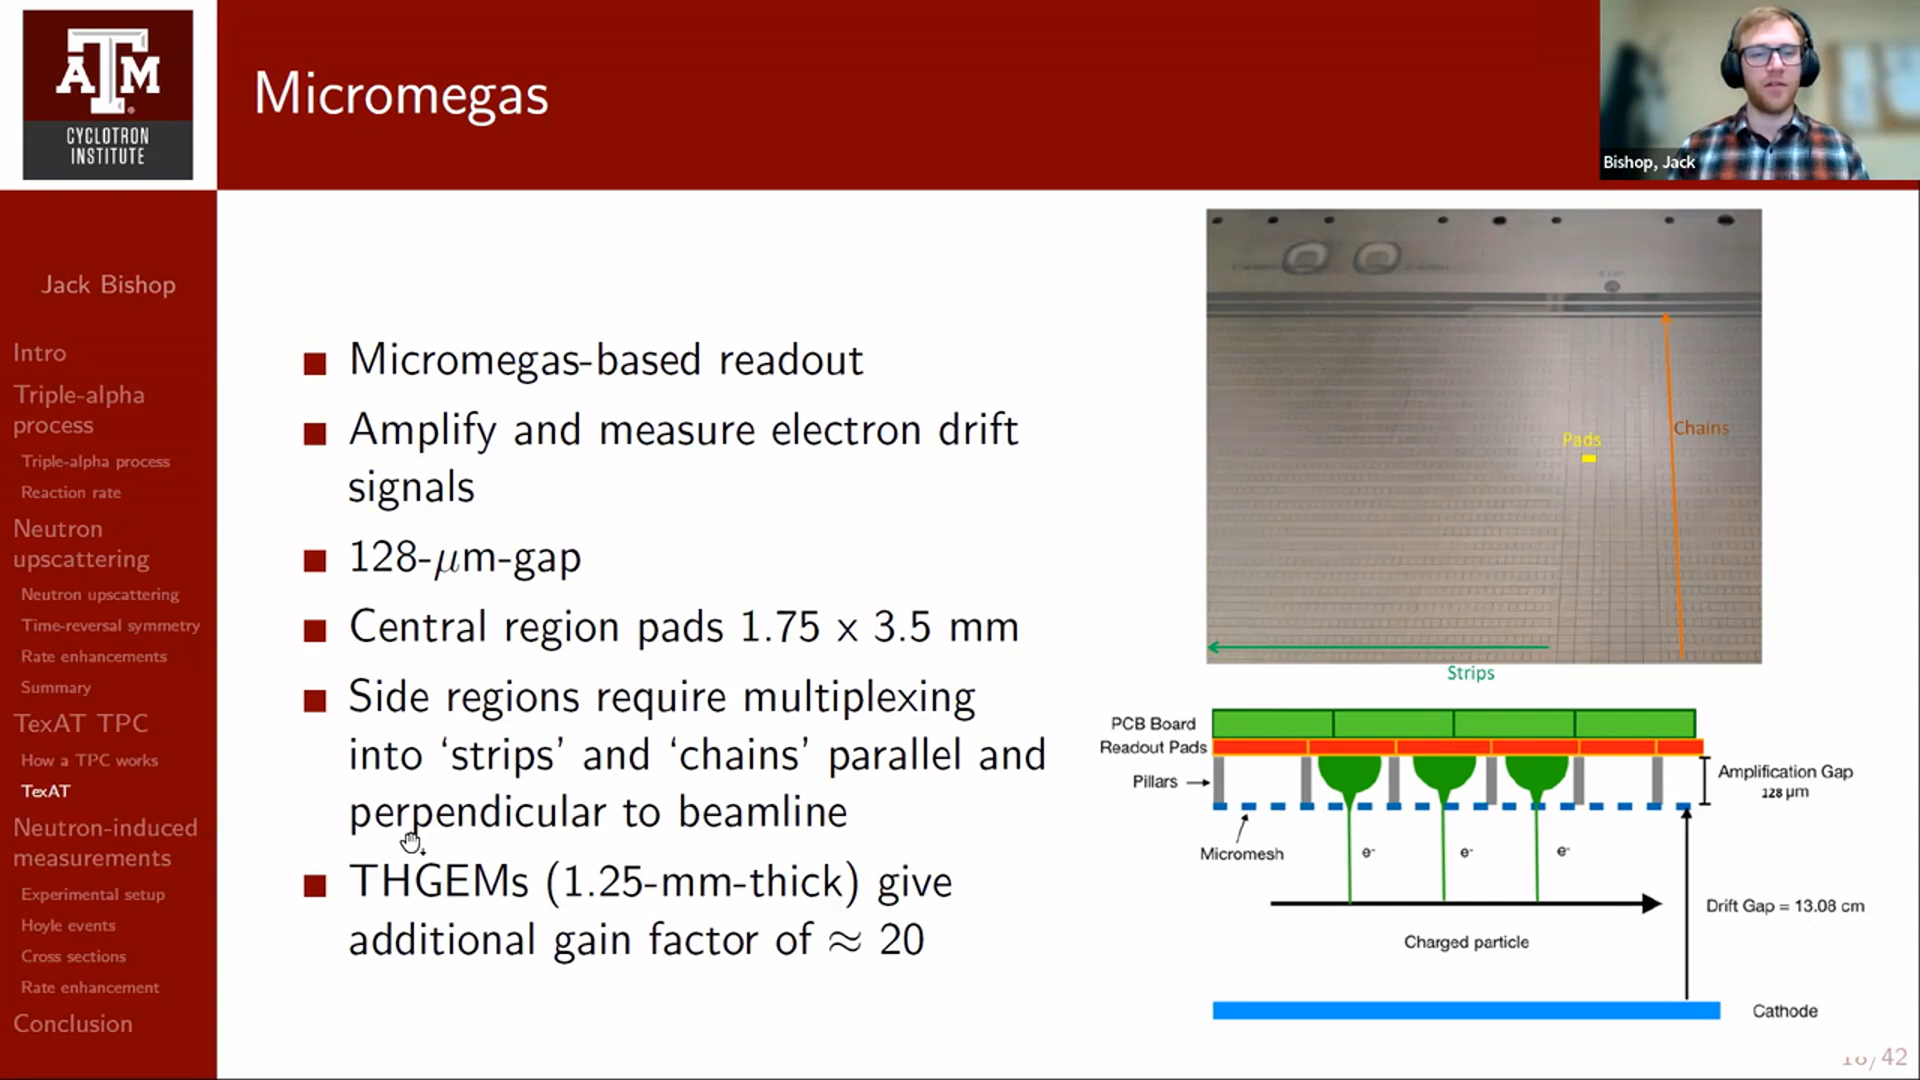 ATM
CYCLOTRON
INSTITUTE
Micromegas
Bishop, Jack
Jack Bishop
Intro
Triple-alpha
process
Triple-alpha process
Reaction rate
Neutron
upscattering
Neutron upscattering
Time-reversal symmetry
Rate enhancements
Summary
TexAT TPC
How a TPC works
TexAT
Neutron-induced
measurements
Experimental setup
Hoyle events
Cross sections
Rate enhancement
Conclusion
Micromegas-based readout
Amplify and measure electron drift
signals
128-μm-gap
Central region pads 1.75 x 3.5 mm
Side regions require multiplexing
into ‘strips’ and ‘chains’ parallel and
perpendicular to beamline
THGEMs (1.25-mm-thick) give
additional gain factor of ≈ 20
Pads
Chains
Strips
PCB Board
Readout Pads
Pillars
Amplification Gap
128 μm
Micromesh
e⁻
e⁻
e⁻
Drift Gap = 13.08 cm
Charged particle
Cathode
/42